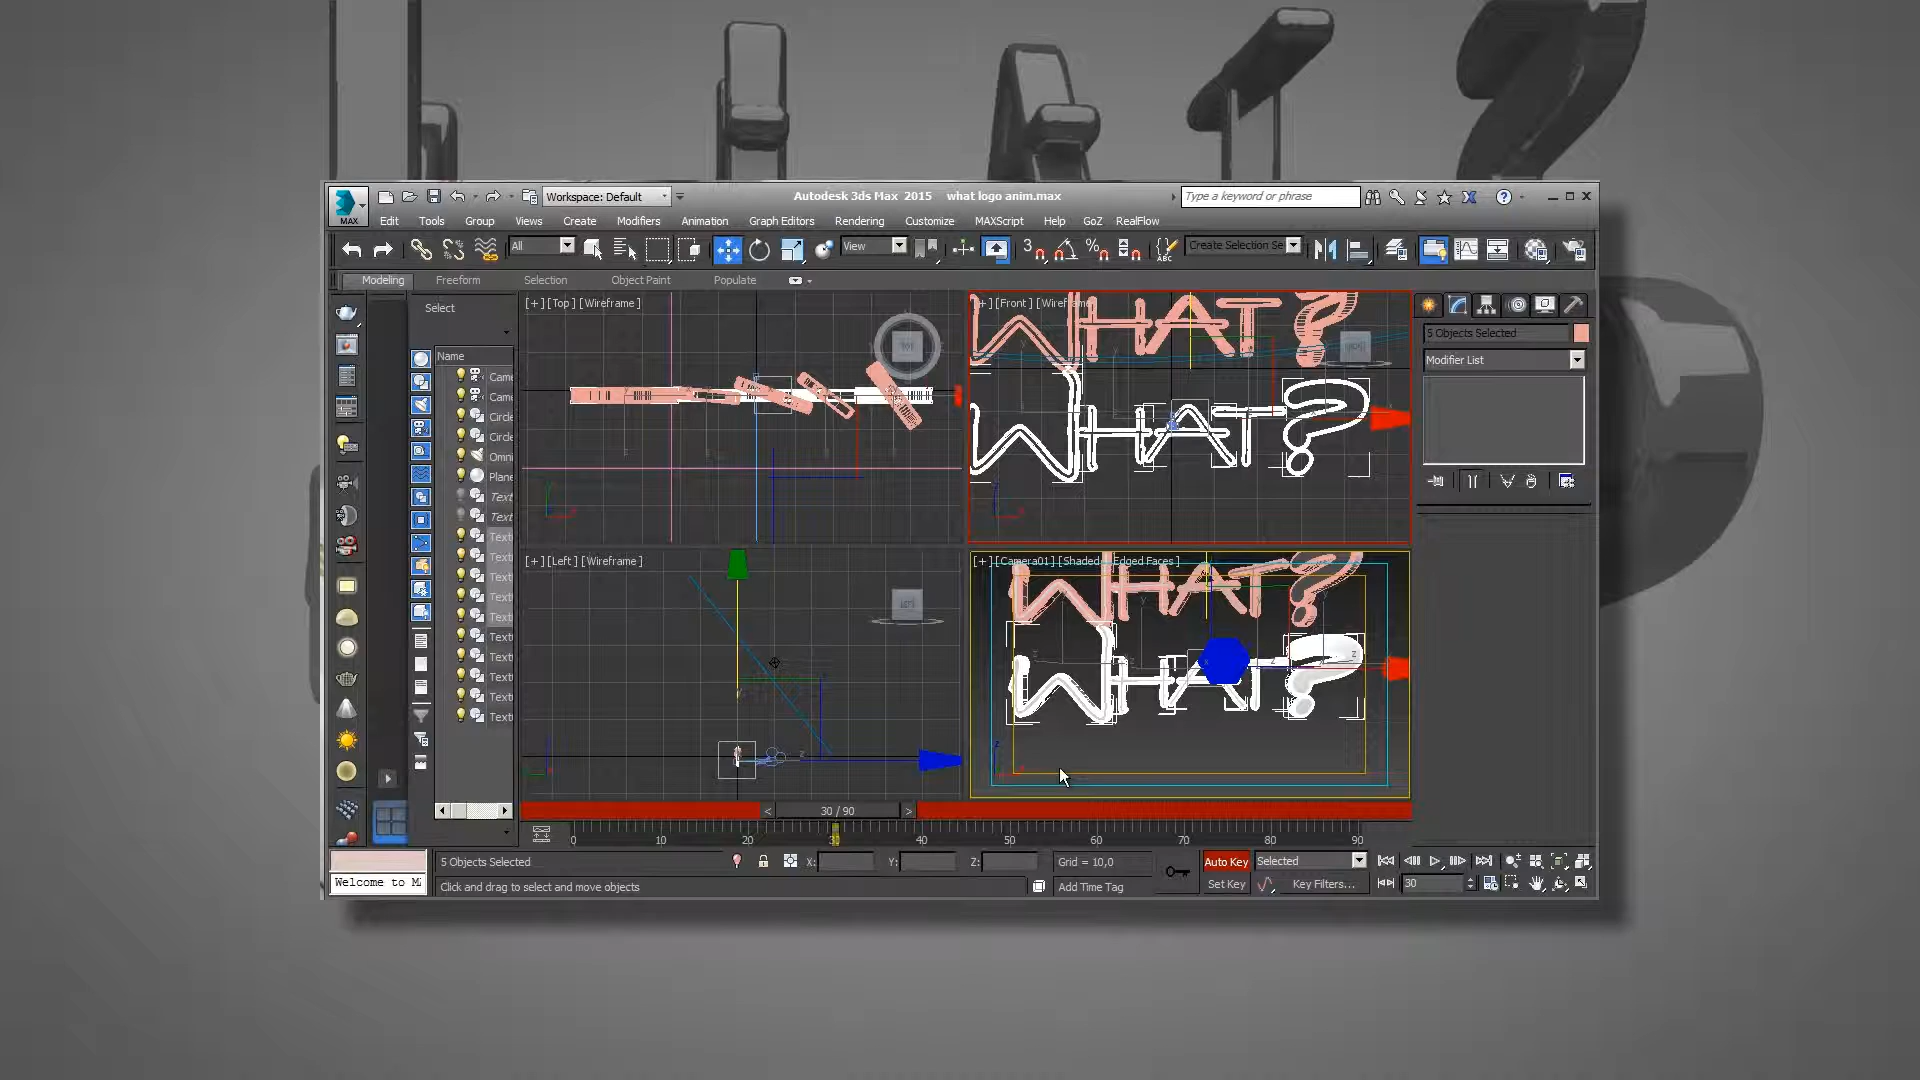 Workspace: Default
Autodesk 3ds Max 2015 what logo anim.max
Type a keyword or phrase
MAX
Edit Tools Group Views Create Modifiers Animation Graph Editors Rendering Customize MAXScript Help GoZ RealFlow
All
View
3
%
ABC
Create Selection Se
Modeling Freeform Selection Object Paint Populate
Select
Name
Came
Came
Circle
Circle
Omni
Plane
Text
Text
Text
Text
Text
Text
Text
Text
Text
Text
Text
Text
[+] [Top] [Wireframe]
TOP
[+] [Front] [Wirefram
WHAT?
WHAT?
[+] [Left] [Wireframe]
[+] [Camera01] [Shaded Edged Faces]
WHAT?
WHAT?
5 Objects Selected
Modifier List
< 30 / 90 >
0 10 20 30 40 50 60 70 80 90
5 Objects Selected
X: Y: Z:
Grid = 10,0
Auto Key
Selected
Welcome to M
Click and drag to select and move objects
Add Time Tag
Set Key
Key Filters...
30